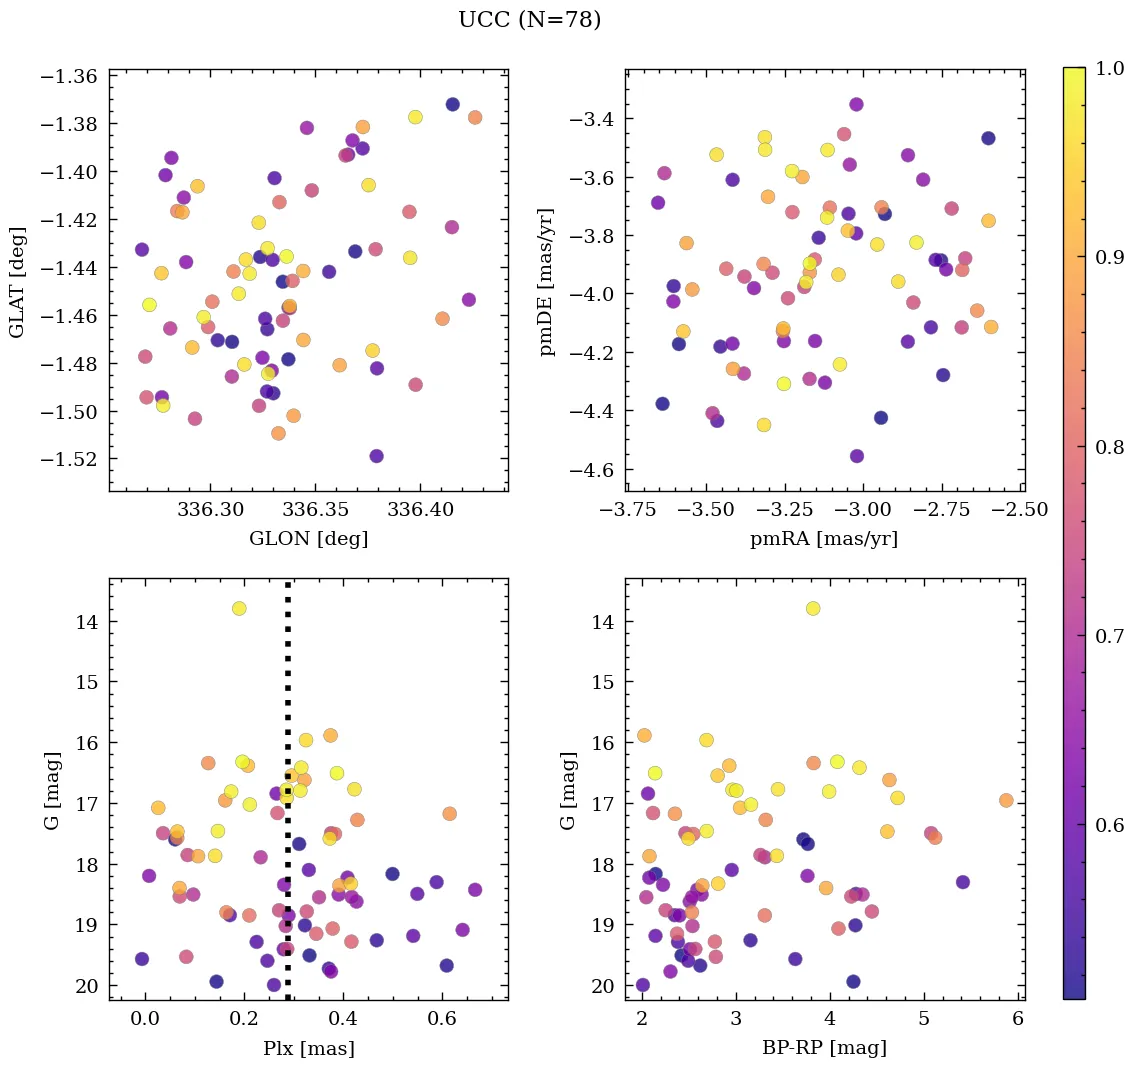 UCC (N=78)
−1.36
−1.38
−1.40
−1.42
−1.44
−1.46
−1.48
−1.50
−1.52
GLAT [deg]
336.30 336.35 336.40
GLON [deg]
−3.4
−3.6
−3.8
−4.0
−4.2
−4.4
−4.6
pmDE [mas/yr]
−3.75 −3.50 −3.25 −3.00 −2.75 −2.50
pmRA [mas/yr]
14
15
16
17
18
19
20
G [mag]
0.0 0.2 0.4 0.6
Plx [mas]
14
15
16
17
18
19
20
G [mag]
2 3 4 5 6
BP-RP [mag]
1.0
0.9
0.8
0.7
0.6